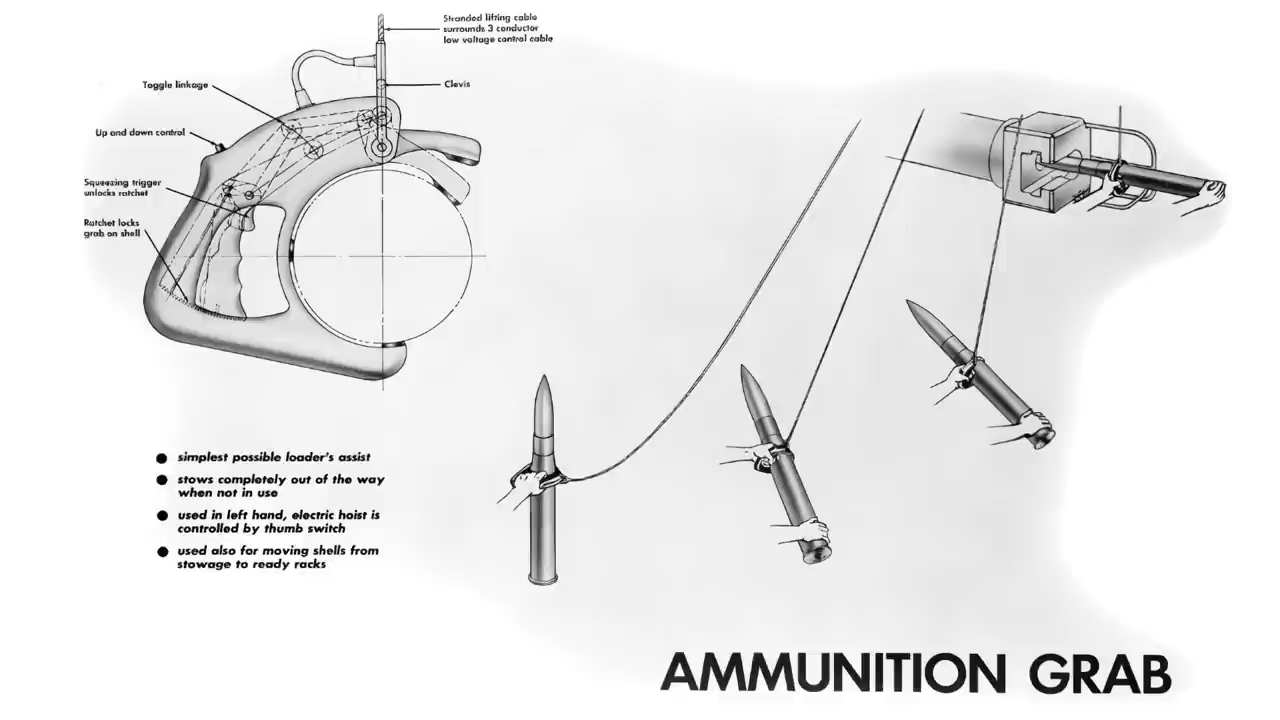 Stranded lifting cable
surrounds 3 conductor
low voltage control cable
Toggle linkage
Clevis
Up and down control
Squeezing trigger
unlocks ratchet
Ratchet locks
grab on shell
● simplest possible loader's assist
● stows completely out of the way
when not in use
● used in left hand, electric hoist is
controlled by thumb switch
● used also for moving shells from
stowage to ready racks
AMMUNITION GRAB